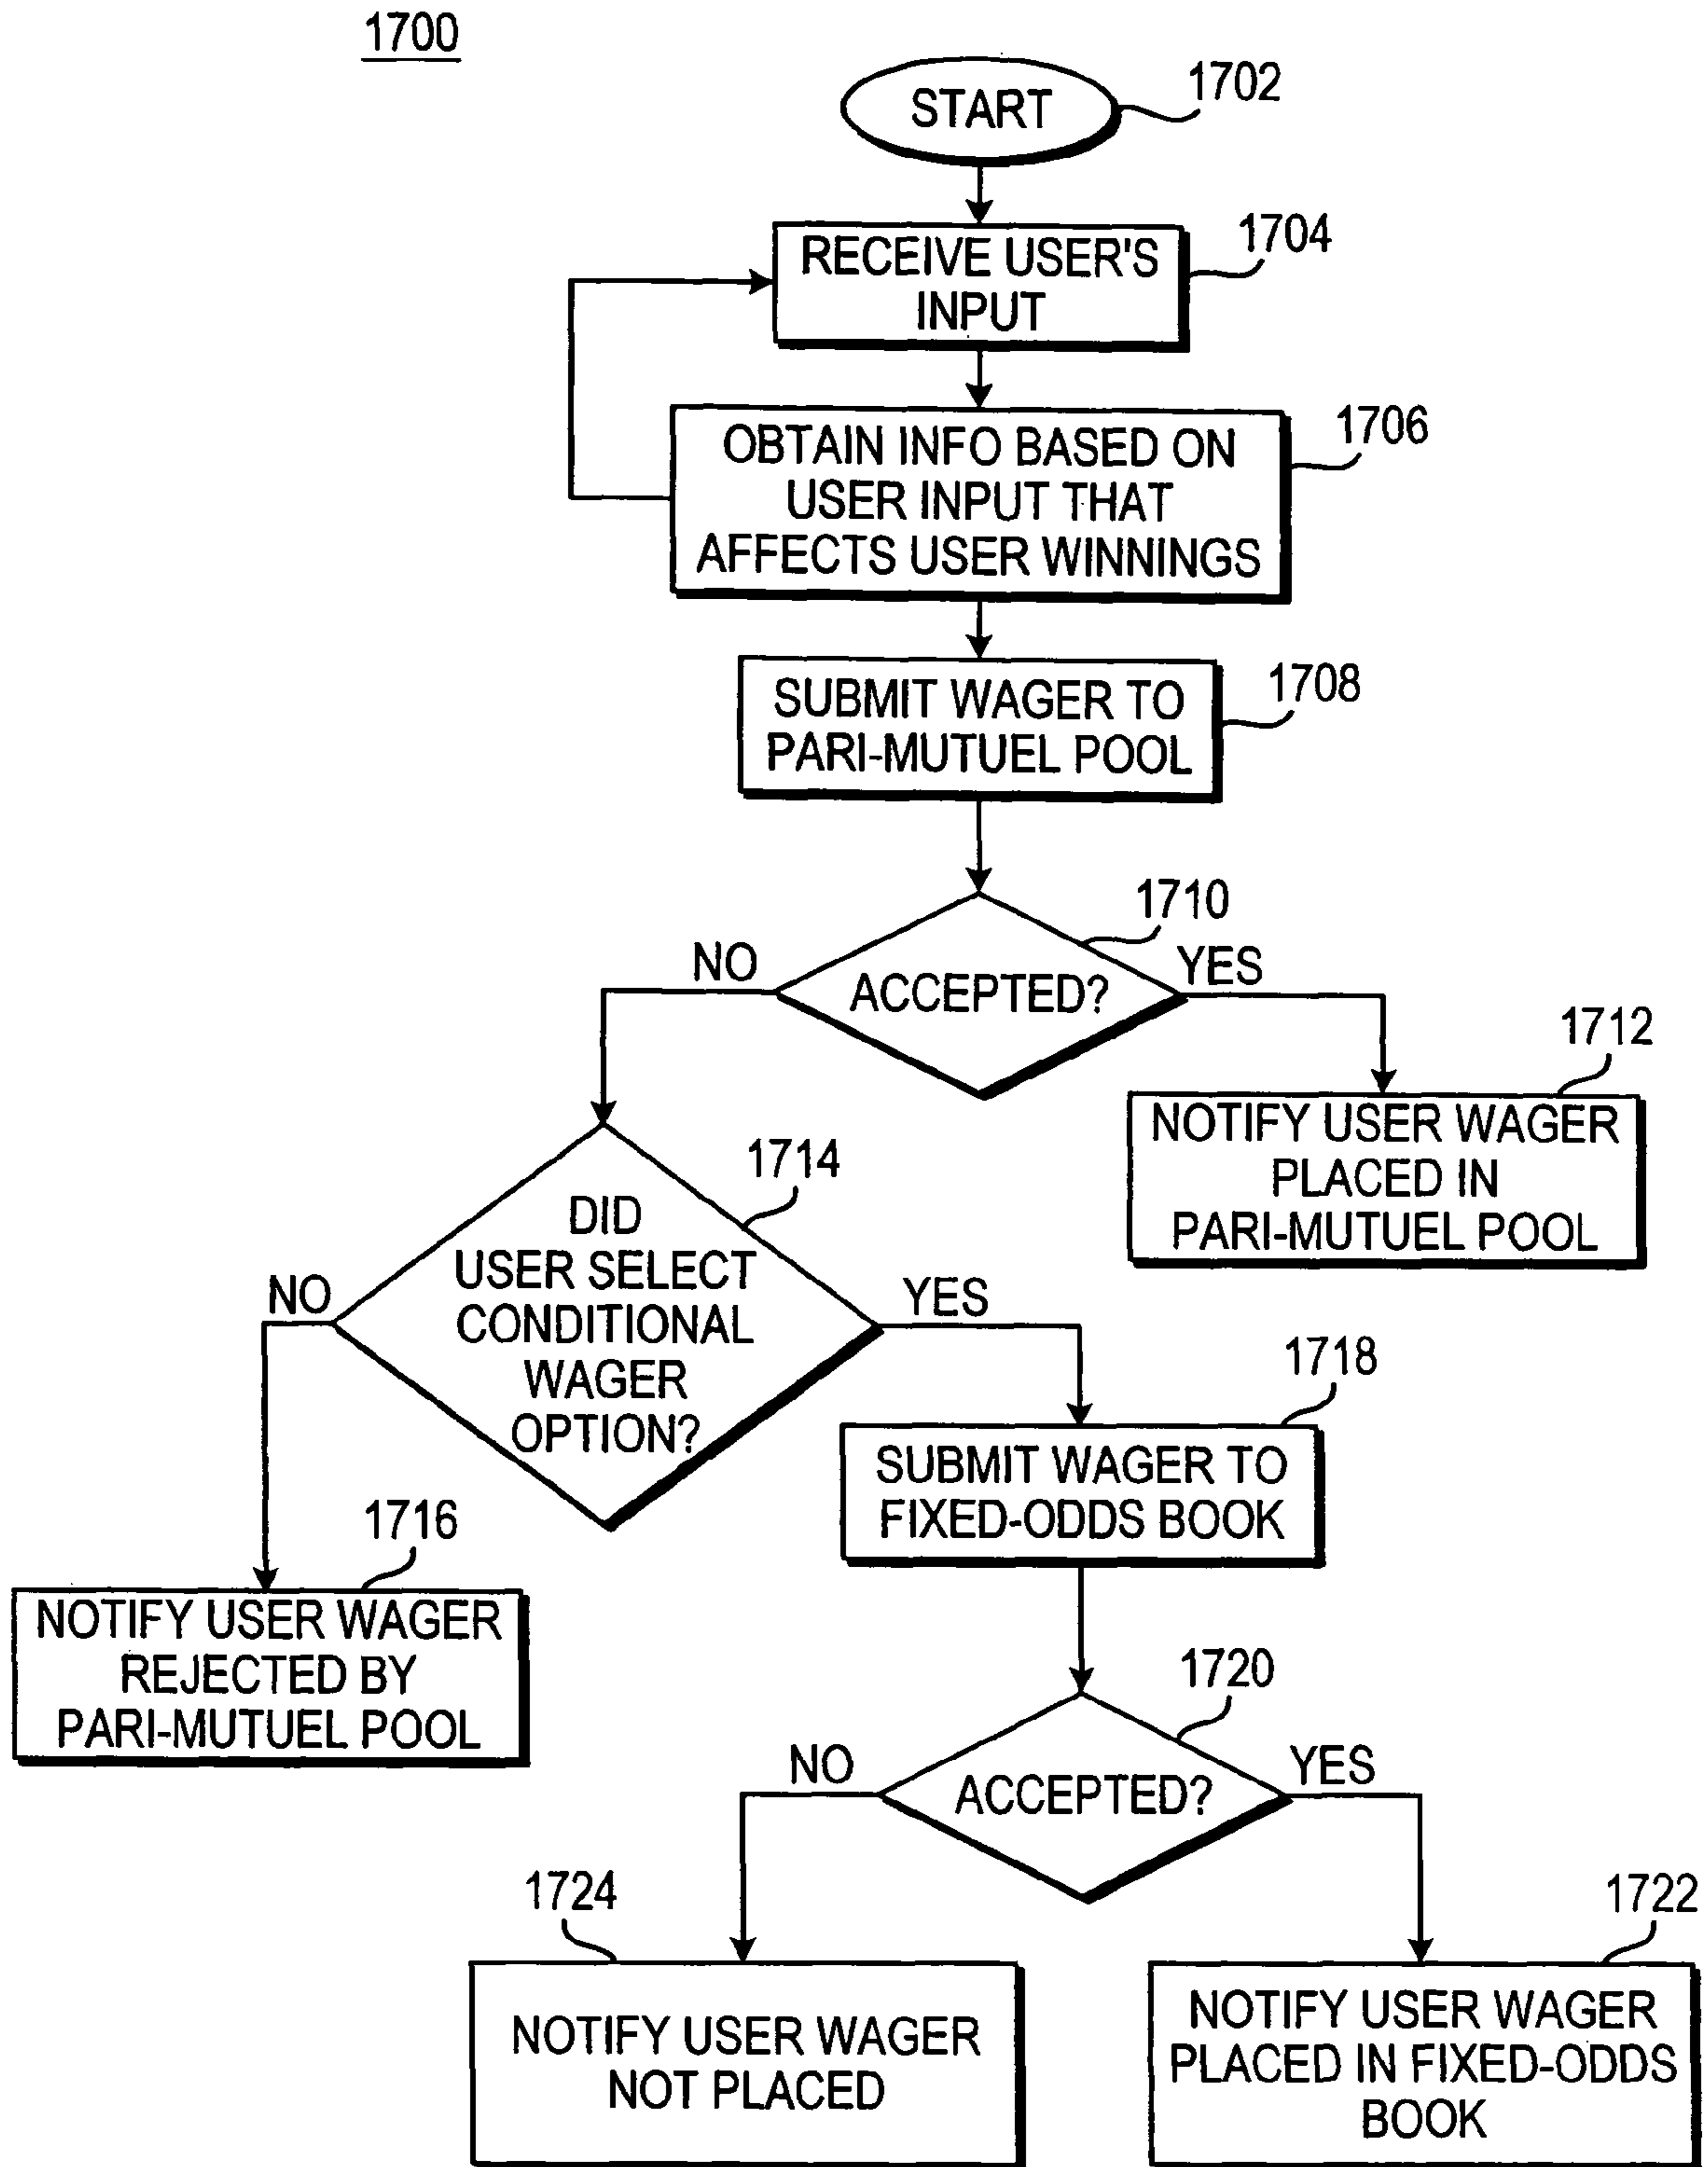 1700
START
1702
RECEIVE USER'S
INPUT
1704
OBTAIN INFO BASED ON
USER INPUT THAT
AFFECTS USER WINNINGS
1706
SUBMIT WAGER TO
PARI-MUTUEL POOL
1708
1710
NO
ACCEPTED?
YES
1712
NOTIFY USER WAGER
PLACED IN
PARI-MUTUEL POOL
1714
DID
USER SELECT
CONDITIONAL
WAGER
OPTION?
NO
YES
1716
NOTIFY USER WAGER
REJECTED BY
PARI-MUTUEL POOL
1718
SUBMIT WAGER TO
FIXED-ODDS BOOK
1720
NO
ACCEPTED?
YES
1724
NOTIFY USER WAGER
NOT PLACED
1722
NOTIFY USER WAGER
PLACED IN FIXED-ODDS
BOOK